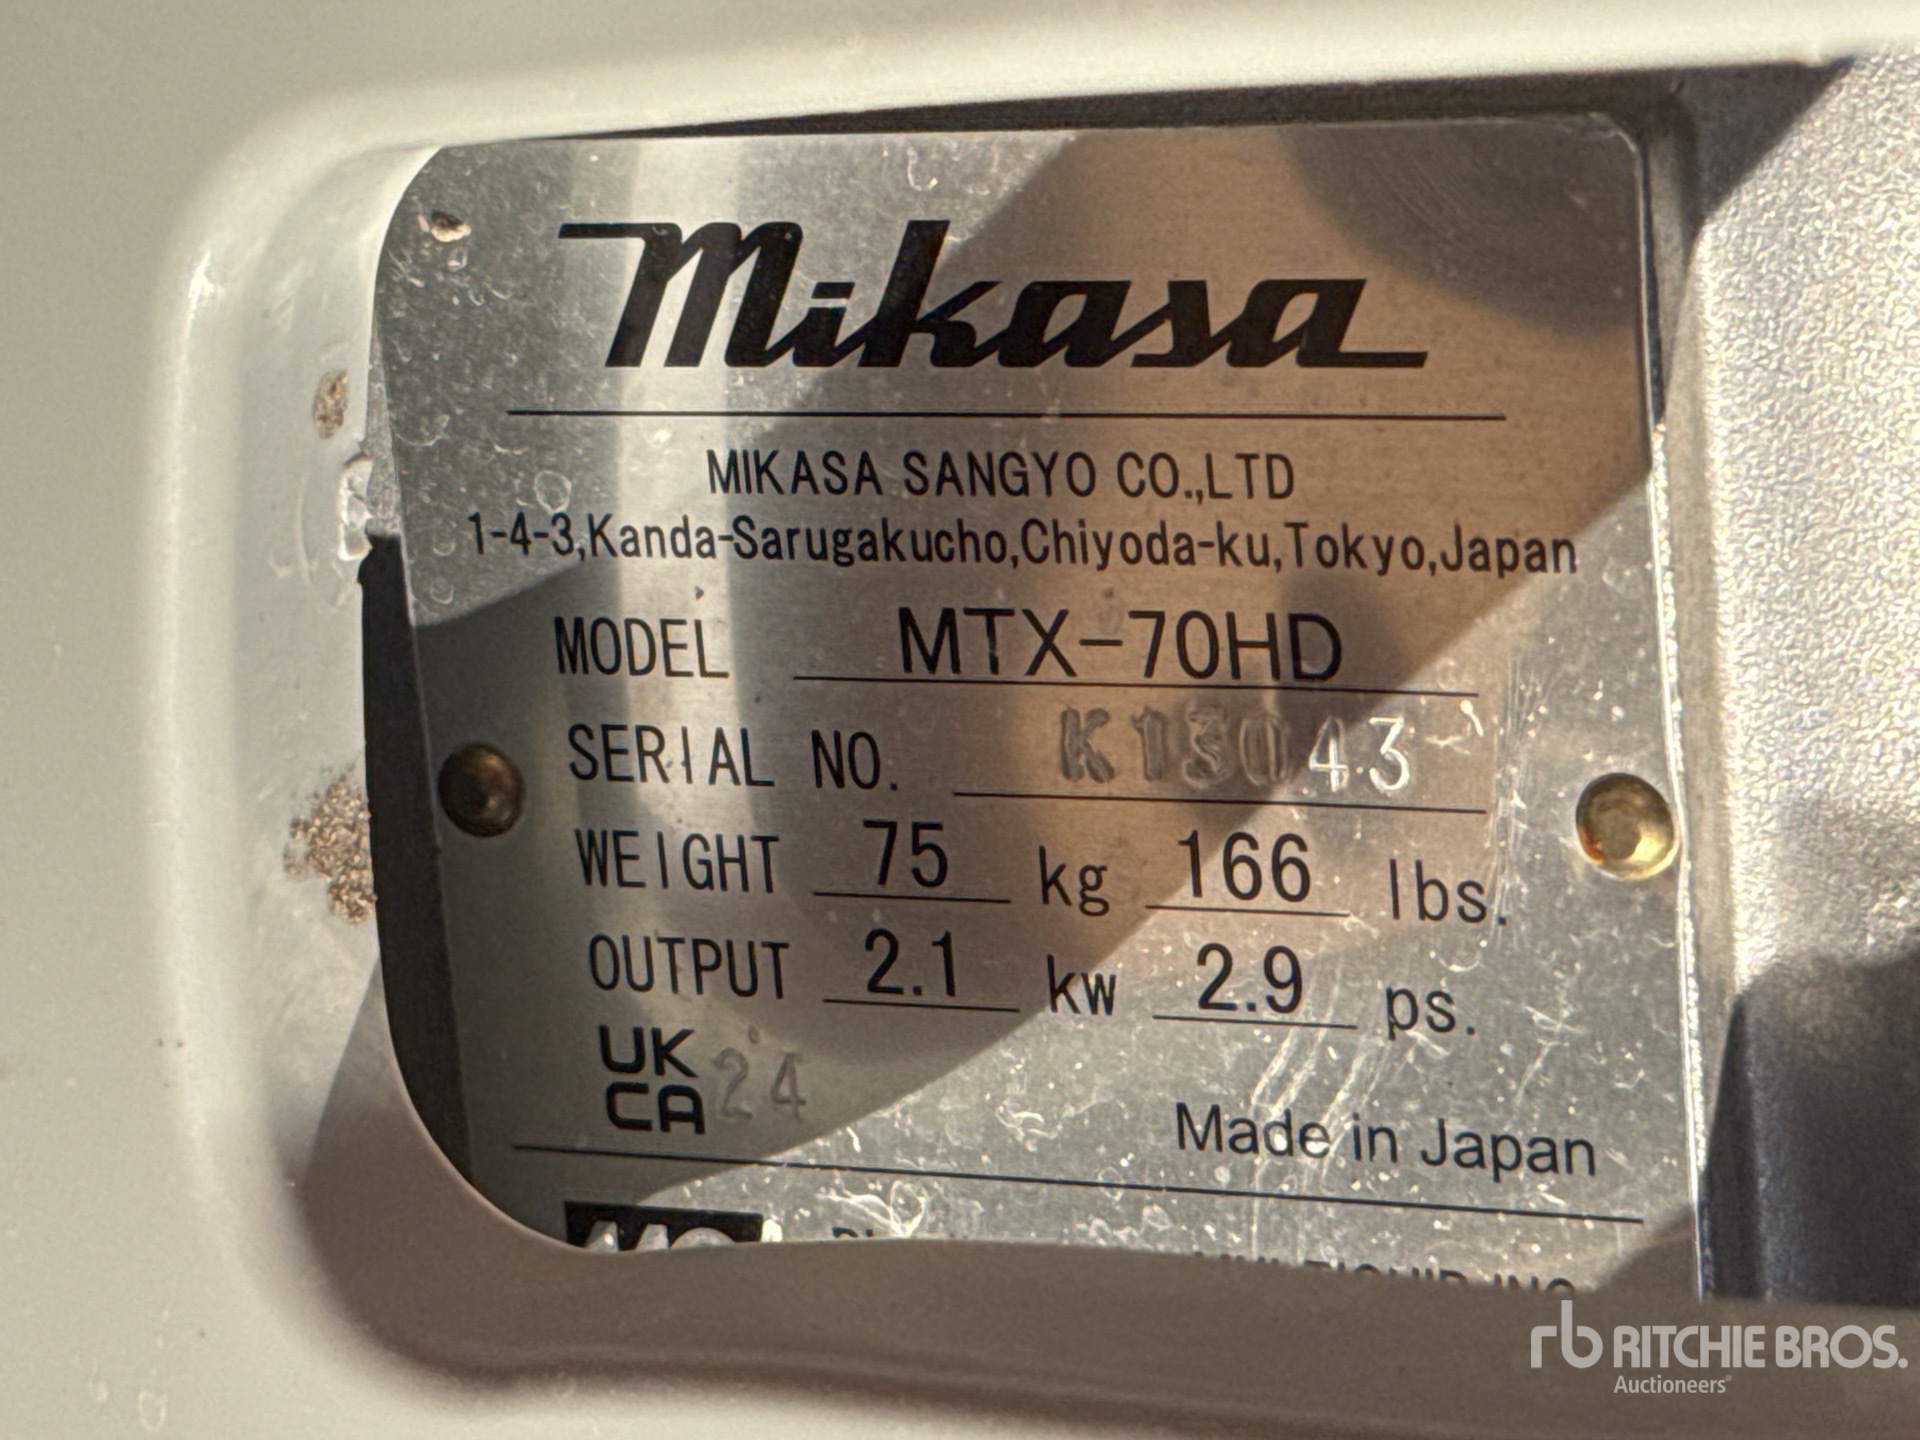 Mikasa
MIKASA SANGYO CO.,LTD
1-4-3,Kanda-Sarugakucho,Chiyoda-ku,Tokyo,Japan
MODEL MTX-70HD
SERIAL NO. K13043
WEIGHT 75 kg 166 lbs.
OUTPUT 2.1 kw 2.9 ps.
UK
CA 24
Made in Japan
rb RITCHIE BROS.
Auctioneers